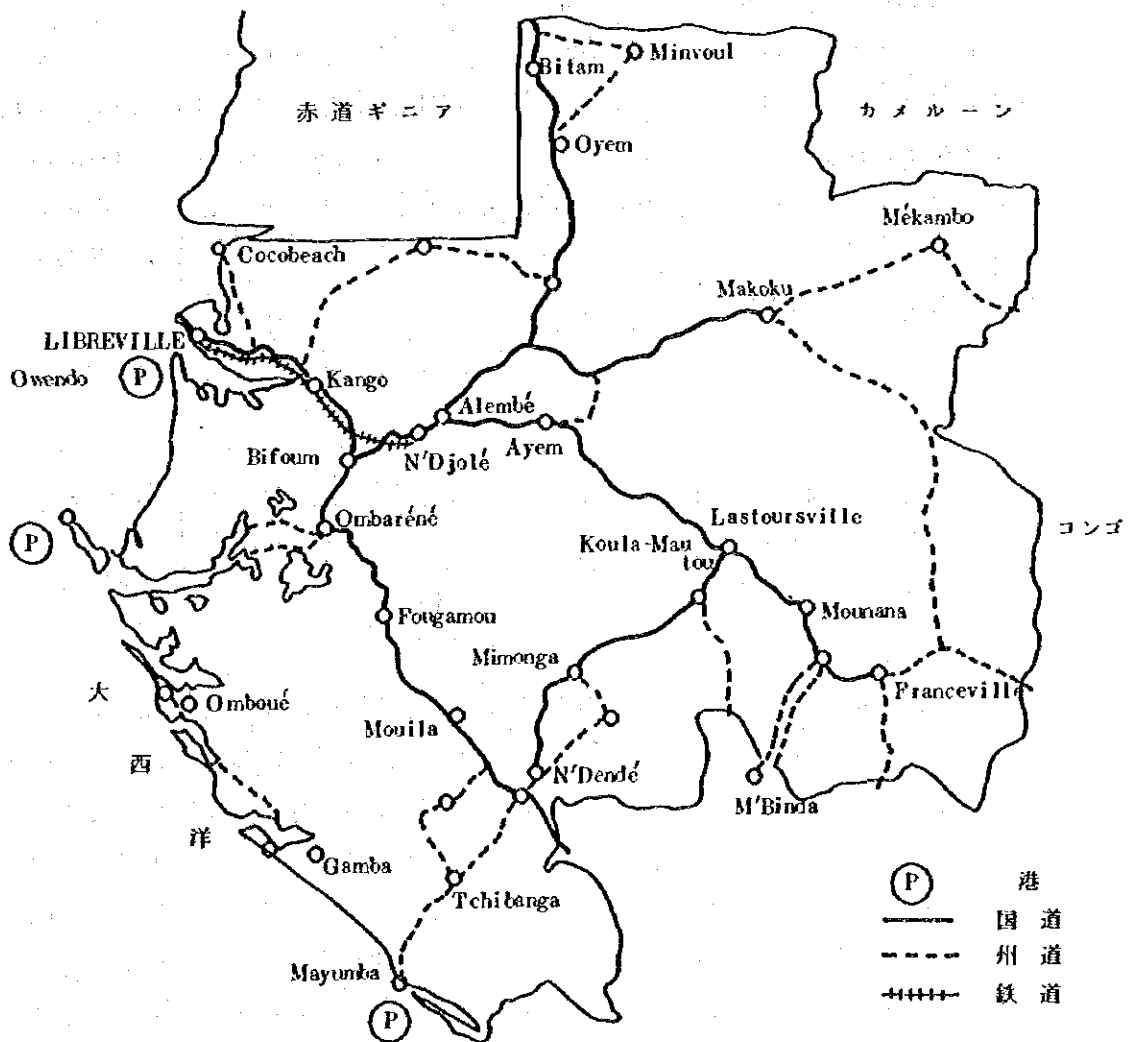 Minvoul
Bitam
赤道ギニア
カメルーン
Oyem
Mékambo
Cocobeach
Makoku
LIBREVILLE
Owendo
P
Kango
Alembé
Ayem
Bifoum
N'Djolé
Ombaréné
Lastoursville
P
コンゴ
Koula-Mau
tou
Fougamou
Mounana
Mimonga
Franceville
大西洋
Omboué
Mouila
N'Dendé
M'Binda
Gamba
Tchibanga
P 港
国道
州道
鉄道
Mayumba
P